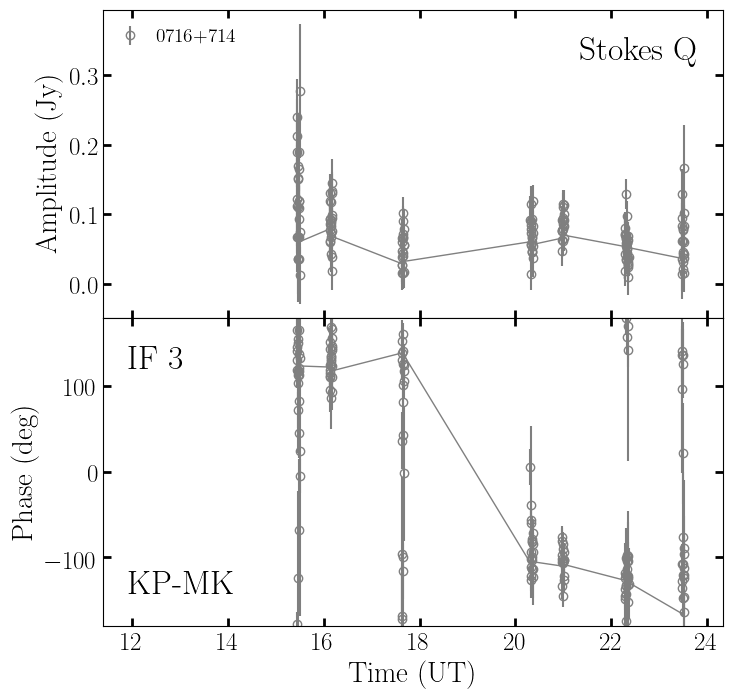 0716+714
Stokes Q
0.3
0.2
0.1
0.0
Amplitude (Jy)
IF 3
100
0
−100
Phase (deg)
KP-MK
12 14 16 18 20 22 24
Time (UT)